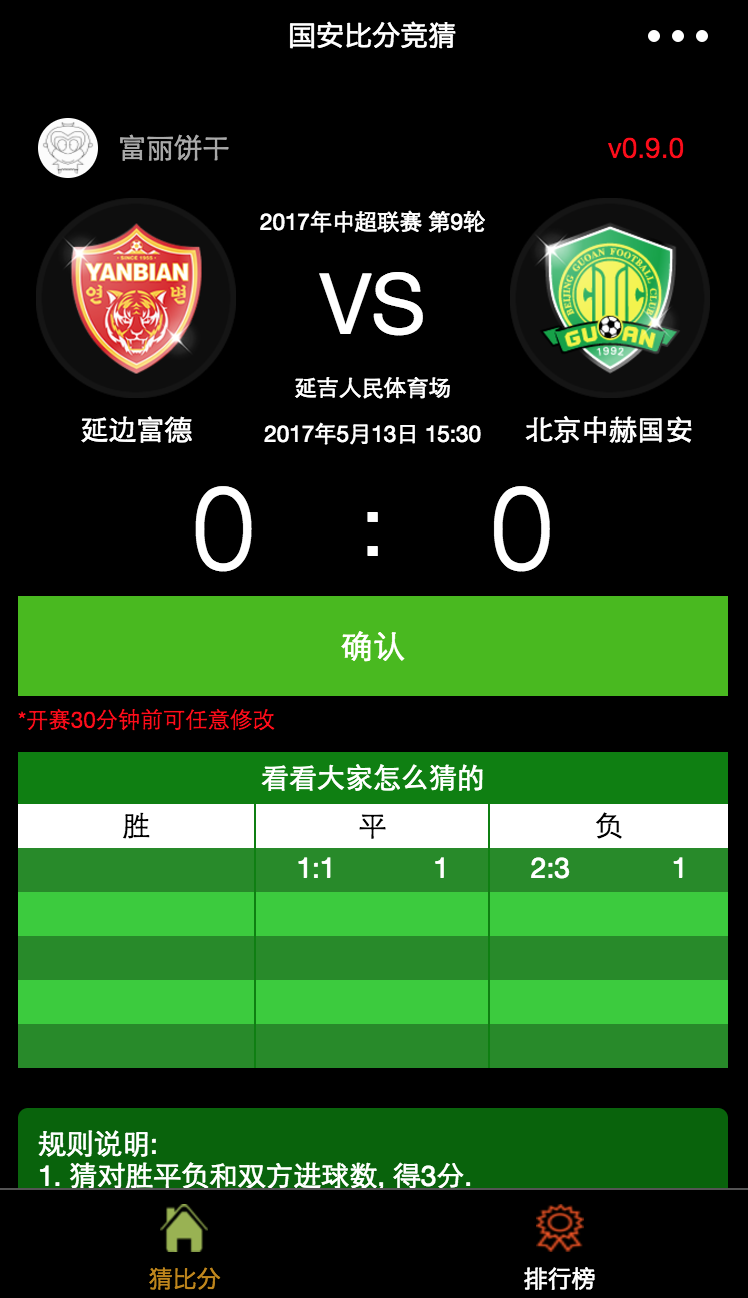 国安比分竞猜
富丽饼干
v0.9.0
2017年中超联赛 第9轮
· SINCE 1955 ·
YANBIAN
연 변
VS
BEIJING GUOAN FOOTBALL CLUB
CITIC
GUOAN
1992
延吉人民体育场
延边富德
2017年5月13日 15:30
北京中赫国安
0 : 0
确认
*开赛30分钟前可任意修改
看看大家怎么猜的
胜 平 负
1:1 1 2:3 1
规则说明:
1. 猜对胜平负和双方进球数, 得3分.
猜比分 排行榜